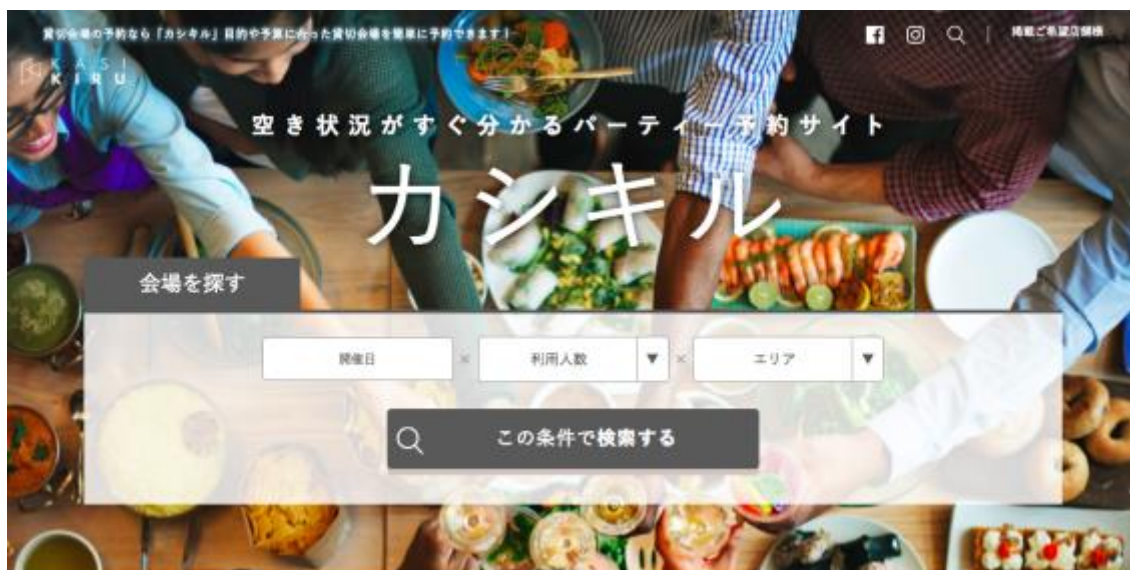 貸切会場の予約なら「カシキル」目的や予算に合った貸切会場を簡単に予約できます!
掲載ご希望店舗様
KASI
KIRU
空き状況がすぐ分かるパーティー予約サイト
カシキル
会場を探す
開催日 × 利用人数 ▼ × エリア ▼
この条件で検索する